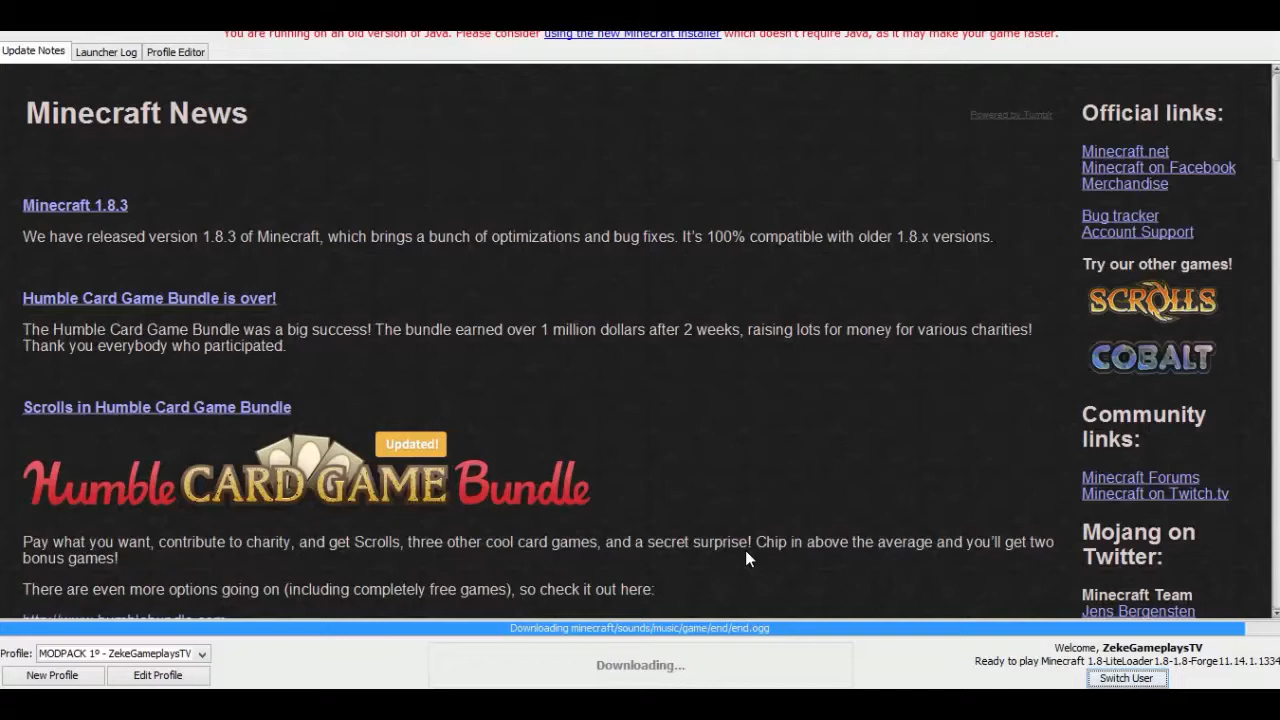 You are running on an old version of Java. Please consider using the new Minecraft Installer which doesn't require Java, as it may make your game faster.
Update Notes
Launcher Log
Profile Editor
Minecraft News
Powered by Tumblr
Minecraft 1.8.3
We have released version 1.8.3 of Minecraft, which brings a bunch of optimizations and bug fixes. It's 100% compatible with older 1.8.x versions.
Humble Card Game Bundle is over!
The Humble Card Game Bundle was a big success! The bundle earned over 1 million dollars after 2 weeks, raising lots for money for various charities!
Thank you everybody who participated.
Scrolls in Humble Card Game Bundle
Updated!
Humble CARD GAME Bundle
Pay what you want, contribute to charity, and get Scrolls, three other cool card games, and a secret surprise! Chip in above the average and you'll get two
bonus games!
There are even more options going on (including completely free games), so check it out here:
http://www.humblebundle.com
Official links:
Minecraft.net
Minecraft on Facebook
Merchandise
Bug tracker
Account Support
Try our other games!
SCROLLS
COBALT
Community
links:
Minecraft Forums
Minecraft on Twitch.tv
Mojang on
Twitter:
Minecraft Team
Jens Bergensten
Downloading minecraft/sounds/music/game/end/end.ogg
Profile:
MODPACK 1º - ZekeGameplaysTV
New Profile
Edit Profile
Downloading...
Welcome, ZekeGameplaysTV
Ready to play Minecraft 1.8-LiteLoader1.8-1.8-Forge11.14.1.1334
Switch User